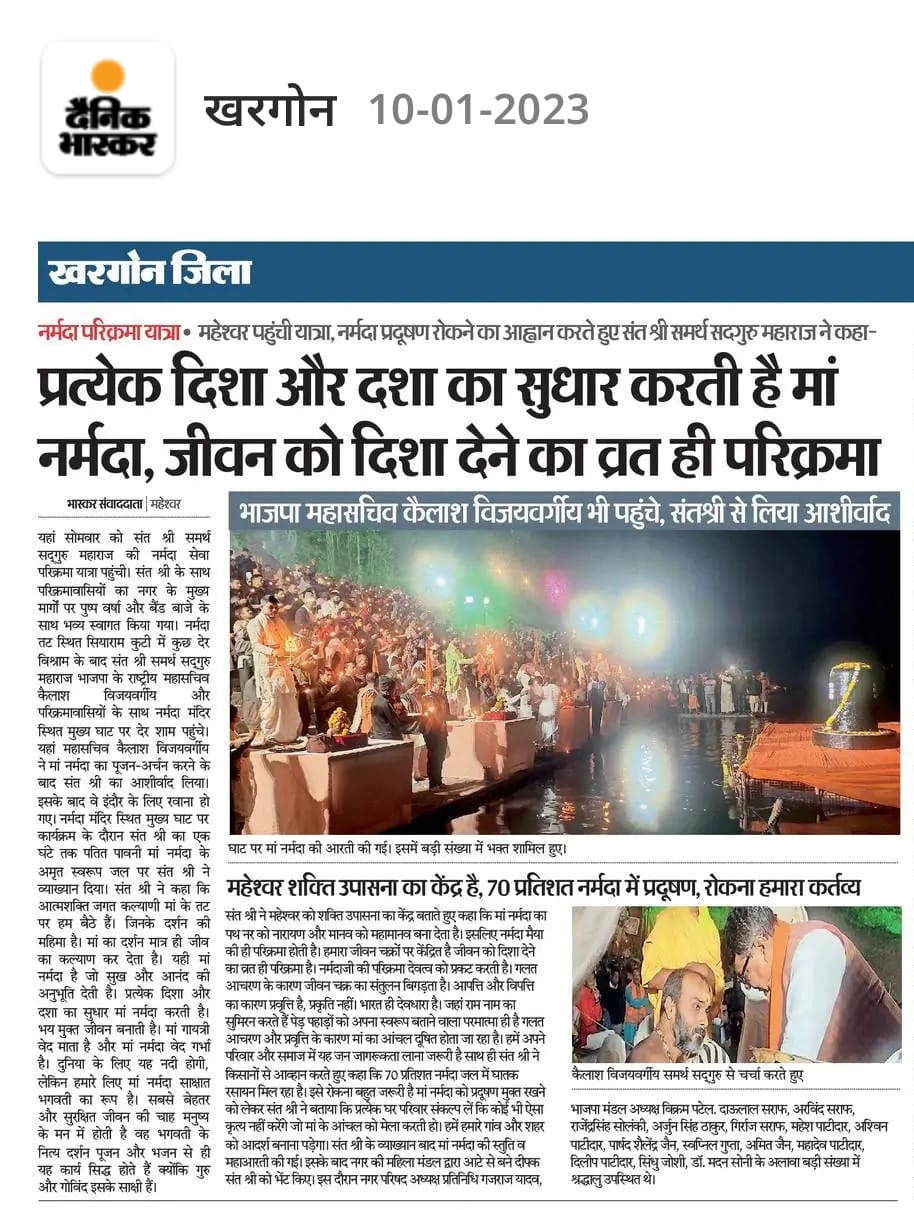 दैनिक
भास्कर
खरगोन 10-01-2023
खरगोन जिला
नर्मदा परिक्रमा यात्रा • महेश्वर पहुंची यात्रा, नर्मदा प्रदूषण रोकने का आह्वान करते हुए संत श्री समर्थ सदगुरु महाराज ने कहा-
प्रत्येक दिशा और दशा का सुधार करती है मां
नर्मदा, जीवन को दिशा देने का व्रत ही परिक्रमा
भास्कर संवाददाता | महेश्वर
यहां सोमवार को संत श्री समर्थ
सद्गुरु महाराज की नर्मदा सेवा
परिक्रमा यात्रा पहुंची। संत श्री के साथ
परिक्रमावासियों का नगर के मुख्य
मार्गों पर पुष्प वर्षा और बैंड बाजे के
साथ भव्य स्वागत किया गया। नर्मदा
तट स्थित सियाराम कुटी में कुछ देर
विश्राम के बाद संत श्री समर्थ सद्गुरु
महाराज भाजपा के राष्ट्रीय महासचिव
कैलाश विजयवर्गीय और
परिक्रमावासियों के साथ नर्मदा मंदिर
स्थित मुख्य घाट पर देर शाम पहुंचे।
यहां महासचिव कैलाश विजयवर्गीय
ने मां नर्मदा का पूजन-अर्चन करने के
बाद संत श्री का आशीर्वाद लिया।
इसके बाद वे इंदौर के लिए रवाना हो
गए। नर्मदा मंदिर स्थित मुख्य घाट पर
कार्यक्रम के दौरान संत श्री का एक
घंटे तक पतित पावनी मां नर्मदा के
अमृत स्वरूप जल पर संत श्री ने
व्याख्यान दिया। संत श्री ने कहा कि
आत्मशक्ति जगत कल्याणी मां के तट
पर हम बैठे हैं। जिनके दर्शन की
महिमा है। मां का दर्शन मात्र ही जीव
का कल्याण कर देता है। यही मां
नर्मदा है जो सुख और आनंद की
अनुभूति देती है। प्रत्येक दिशा और
दशा का सुधार मां नर्मदा करती है।
भय मुक्त जीवन बनाती है। मां गायत्री
वेद माता है और मां नर्मदा वेद गर्भा
है। दुनिया के लिए यह नदी होगी,
लेकिन हमारे लिए मां नर्मदा साक्षात
भगवती का रूप है। सबसे बेहतर
और सुरक्षित जीवन की चाह मनुष्य
के मन में होती है वह भगवती के
नित्य दर्शन पूजन और भजन से ही
यह कार्य सिद्ध होते हैं क्योंकि गुरु
और गोविंद इसके साक्षी हैं।
भाजपा महासचिव कैलाश विजयवर्गीय भी पहुंचे, संतश्री से लिया आशीर्वाद
घाट पर मां नर्मदा की आरती की गई। इसमें बड़ी संख्या में भक्त शामिल हुए।
महेश्वर शक्ति उपासना का केंद्र है, 70 प्रतिशत नर्मदा में प्रदूषण, रोकना हमारा कर्तव्य
संत श्री ने महेश्वर को शक्ति उपासना का केंद्र बताते हुए कहा कि मां नर्मदा का
पथ नर को नारायण और मानव को महामानव बना देता है। इसलिए नर्मदा मैया
की ही परिक्रमा होती है। हमारा जीवन चक्रों पर केंद्रित है जीवन को दिशा देने
का व्रत ही परिक्रमा है। नर्मदाजी की परिक्रमा देवत्व को प्रकट करती है। गलत
आचरण के कारण जीवन चक्र का संतुलन बिगड़ता है। आपत्ति और विपत्ति
का कारण प्रवृत्ति है, प्रकृति नहीं। भारत ही देवधारा है। जहां राम नाम का
सुमिरन करते हैं पेड़ पहाड़ों को अपना स्वरूप बताने वाला परमात्मा ही है गलत
आचरण और प्रवृत्ति के कारण मां का आंचल दूषित होता जा रहा है। हमें अपने
परिवार और समाज में यह जन जागरूकता लाना जरूरी है साथ ही संत श्री ने
किसानों से आव्हान करते हुए कहा कि 70 प्रतिशत नर्मदा जल में घातक
रसायन मिल रहा है। इसे रोकना बहुत जरूरी है मां नर्मदा को प्रदूषण मुक्त रखने
को लेकर संत श्री ने बताया कि प्रत्येक घर परिवार संकल्प लें कि कोई भी ऐसा
कृत्य नहीं करेंगे जो मां के आंचल को मेला करती हो। हमें हमारे गांव और शहर
को आदर्श बनाना पड़ेगा। संत श्री के व्याख्यान बाद मां नर्मदा की स्तुति व
महाआरती की गई। इसके बाद नगर की महिला मंडल द्वारा आटे से बने दीपक
संत श्री को भेंट किए। इस दौरान नगर परिषद अध्यक्ष प्रतिनिधि गजराज यादव,
कैलाश विजयवर्गीय समर्थ सद्गुरु से चर्चा करते हुए
भाजपा मंडल अध्यक्ष विक्रम पटेल. दाऊलाल सराफ, अरविंद सराफ,
राजेंद्रसिंह सोलंकी, अर्जुन सिंह ठाकुर, गिर्राज सराफ, महेश पाटीदार, अश्विन
पाटीदार, पार्षद शैलेंद्र जैन, स्वप्निल गुप्ता, अमित जैन, महादेव पाटीदार,
दिलीप पाटीदार, सिंधु जोशी, डॉ. मदन सोनी के अलावा बड़ी संख्या में
श्रद्धालु उपस्थित थे।